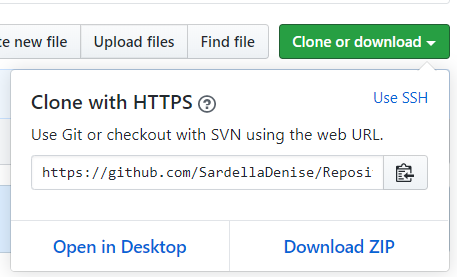 te new file Upload files Find file Clone or download
Clone with HTTPS ?
Use SSH
Use Git or checkout with SVN using the web URL.
https://github.com/SardellaDenise/Reposi
Open in Desktop Download ZIP